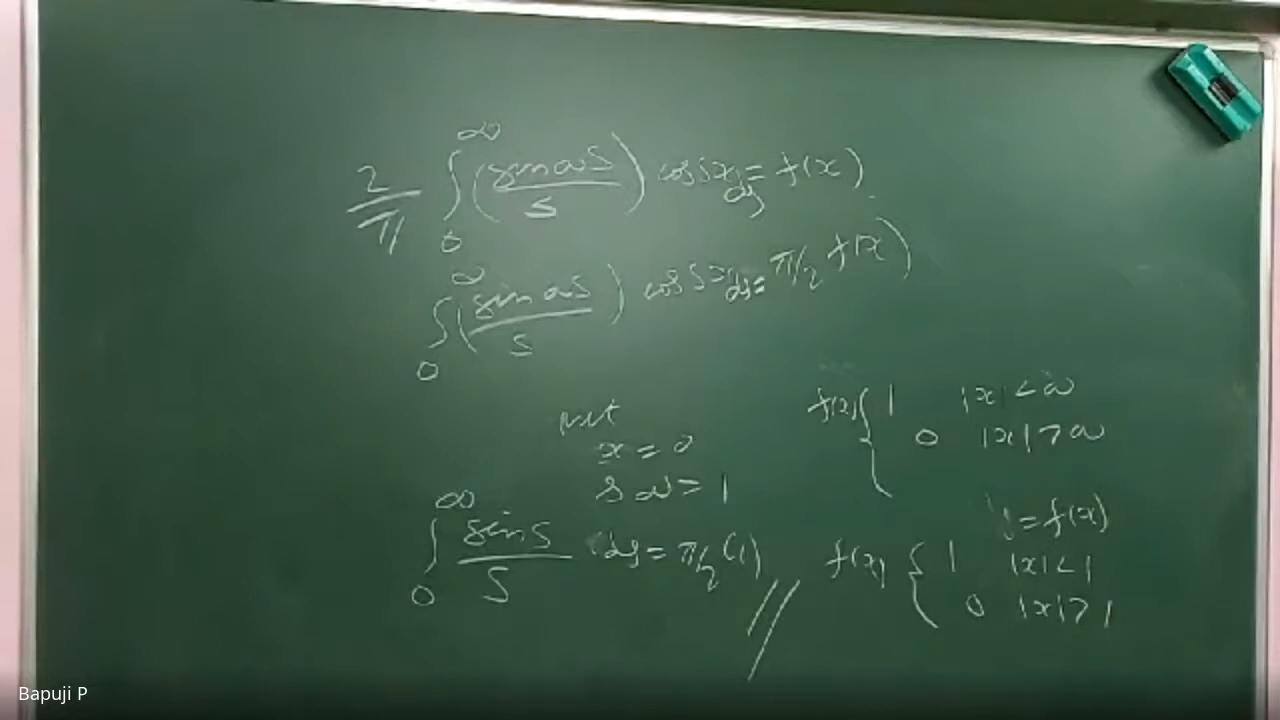 2/π ∫₀^∞ (sin as / s) cos sx ds = f(x)
∫₀^∞ (sin as / s) cos sx ds = π/2 f(x)
f(x) { 1 |x| < a
0 |x| > a
put
x = 0
& a = 1
∫₀^∞ sin s / s ds = π/2 (1)
= f(x)
f(x) { 1 |x| < 1
0 |x| > 1
Bapuji P